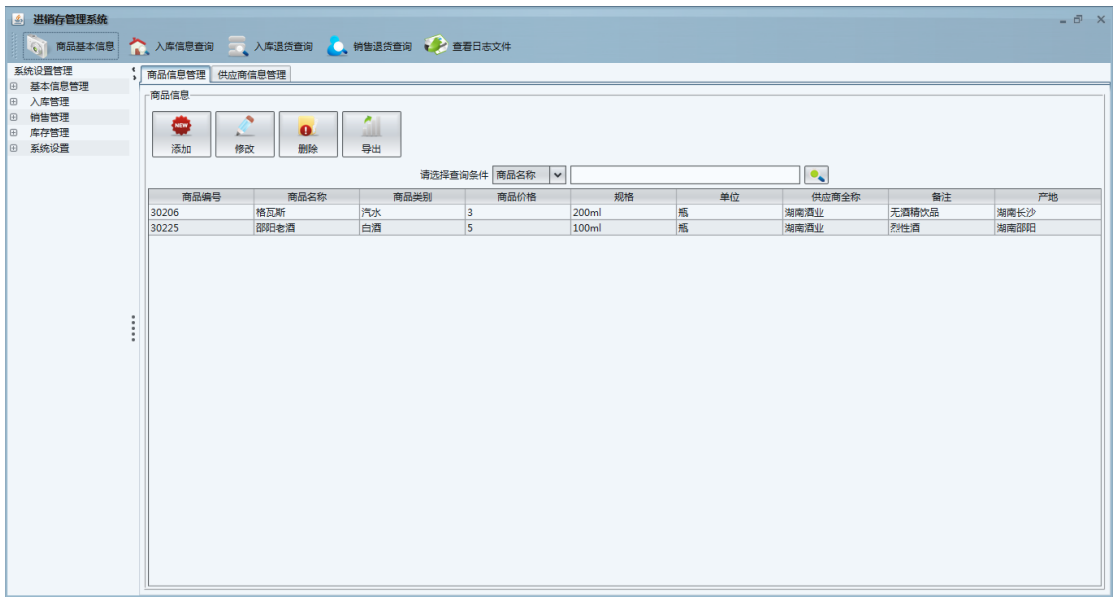 进销存管理系统
商品基本信息 入库信息查询 入库退货查询 销售退货查询 查看日志文件
系统设置管理
基本信息管理
入库管理
销售管理
库存管理
系统设置
商品信息管理 供应商信息管理
商品信息
NEW
添加 修改 删除 导出
请选择查询条件 商品名称
商品编号 商品名称 商品类别 商品价格 规格 单位 供应商全称 备注 产地
30206 格瓦斯 汽水 3 200ml 瓶 湖南酒业 无酒精饮品 湖南长沙
30225 邵阳老酒 白酒 5 100ml 瓶 湖南酒业 烈性酒 湖南邵阳